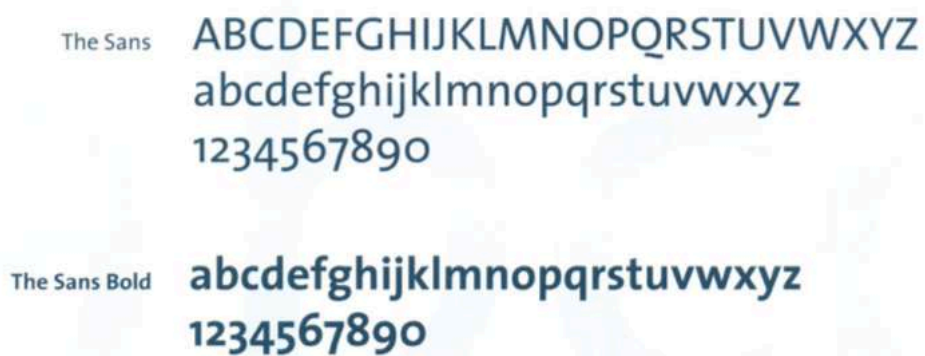 The Sans ABCDEFGHIJKLMNOPQRSTUVWXYZ
abcdefghijklmnopqrstuvwxyz
1234567890
The Sans Bold abcdefghijklmnopqrstuvwxyz
1234567890